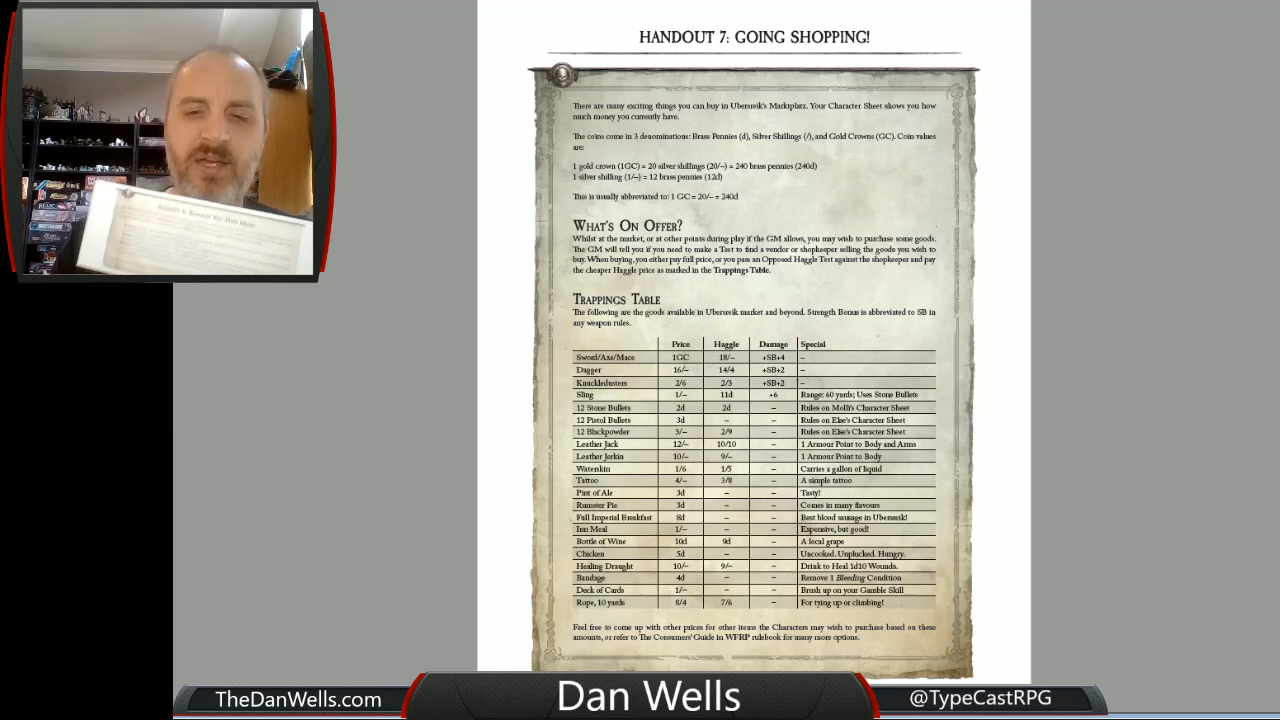 HANDOUT 7: GOING SHOPPING!
There are many exciting things you can buy in Ubersreik's Marktplatz. Your Character Sheet shows you how
much money you currently have.
The coins come in 3 denominations: Brass Pennies (d), Silver Shillings (/), and Gold Crowns (GC). Coin values
are:
1 gold crown (1GC) = 20 silver shillings (20/–) = 240 brass pennies (240d)
1 silver shilling (1/–) = 12 brass pennies (12d)
This is usually abbreviated to: 1 GC = 20/– = 240d
WHAT'S ON OFFER?
Whilst at the market, or at other points during play if the GM allows, you may wish to purchase some goods.
The GM will tell you if you need to make a Test to find a vendor or shopkeeper selling the goods you wish to
buy. When buying, you either pay full price, or you pass an Opposed Haggle Test against the shopkeeper and pay
the cheaper Haggle price as marked in the Trappings Table.
TRAPPINGS TABLE
The following are the goods available in Ubersreik market and beyond. Strength Bonus is abbreviated to SB in
any weapon rules.
Price Haggle Damage Special
Sword/Axe/Mace 1GC 18/– +SB+4 –
Dagger 16/– 14/4 +SB+2 –
Knuckledusters 2/6 2/3 +SB+2 –
Sling 1/– 11d +6 Range: 60 yards; Uses Stone Bullets
12 Stone Bullets 2d 2d – Rules on Molli's Character Sheet
12 Pistol Bullets 3d – – Rules on Else's Character Sheet
12 Blackpowder 3/– 2/9 – Rules on Else's Character Sheet
Leather Jack 12/– 10/10 – 1 Armour Point to Body and Arms
Leather Jerkin 10/– 9/– – 1 Armour Point to Body
Waterskin 1/6 1/5 – Carries a gallon of liquid
Tattoo 4/– 3/8 – A simple tattoo
Pint of Ale 3d – – Tasty!
Rumster Pie 3d – – Comes in many flavours
Full Imperial Breakfast 8d – – Best blood sausage in Ubersreik!
Inn Meal 1/– – – Expensive, but good!
Bottle of Wine 10d 9d – A local grape
Chicken 5d – – Uncooked. Unplucked. Hungry.
Healing Draught 10/– 9/– – Drink to Heal 1d10 Wounds.
Bandage 4d – – Remove 1 Bleeding Condition
Deck of Cards 1/– – – Brush up on your Gamble Skill
Rope, 10 yards 8/4 7/6 – For tying up or climbing!
Feel free to come up with other prices for other items the Characters may wish to purchase based on these
amounts, or refer to The Consumers' Guide in WFRP rulebook for many more options.
TheDanWells.com
Dan Wells
@TypeCastRPG